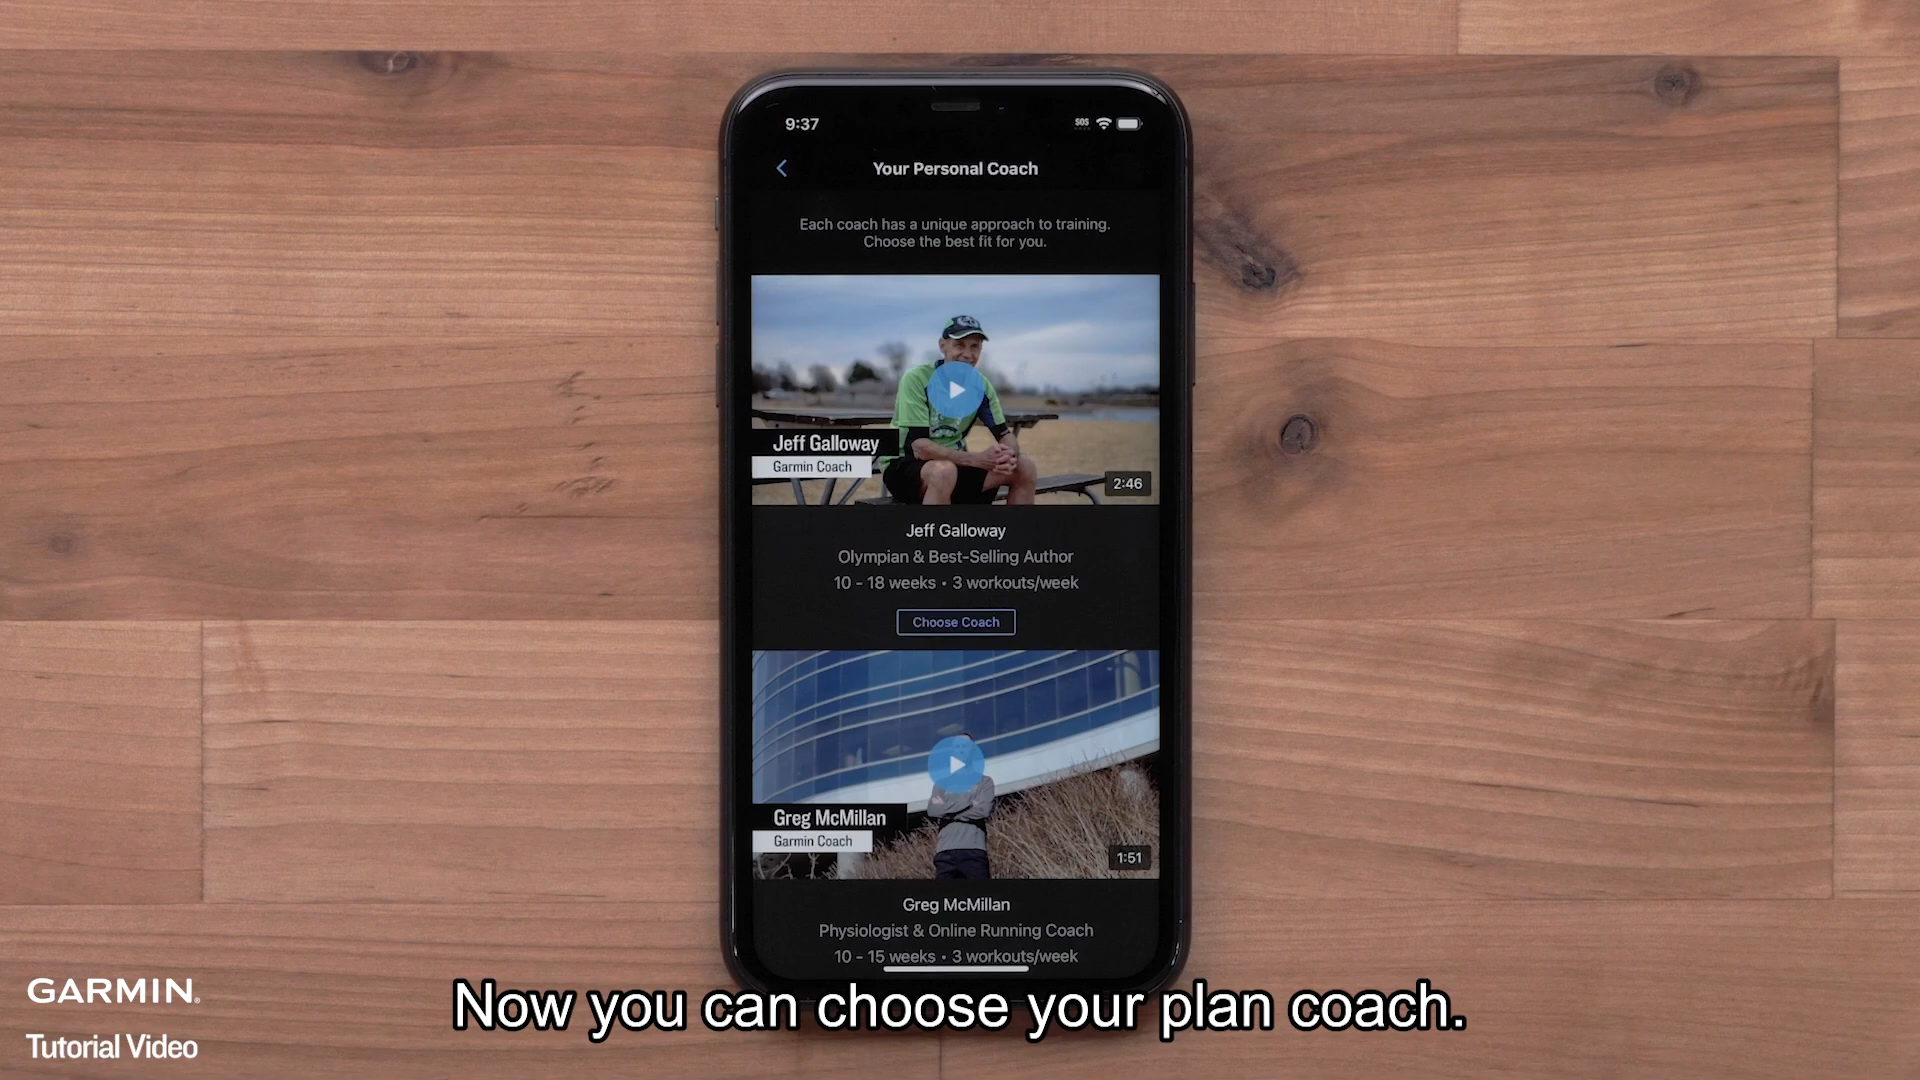 9:37
SOS
Your Personal Coach
Each coach has a unique approach to training.
Choose the best fit for you.
Jeff Galloway
Garmin Coach
2:46
Jeff Galloway
Olympian & Best-Selling Author
10 - 18 weeks • 3 workouts/week
Choose Coach
Greg McMillan
Garmin Coach
1:51
Greg McMillan
Physiologist & Online Running Coach
10 - 15 weeks • 3 workouts/week
Now you can choose your plan coach.
GARMIN®
Tutorial Video